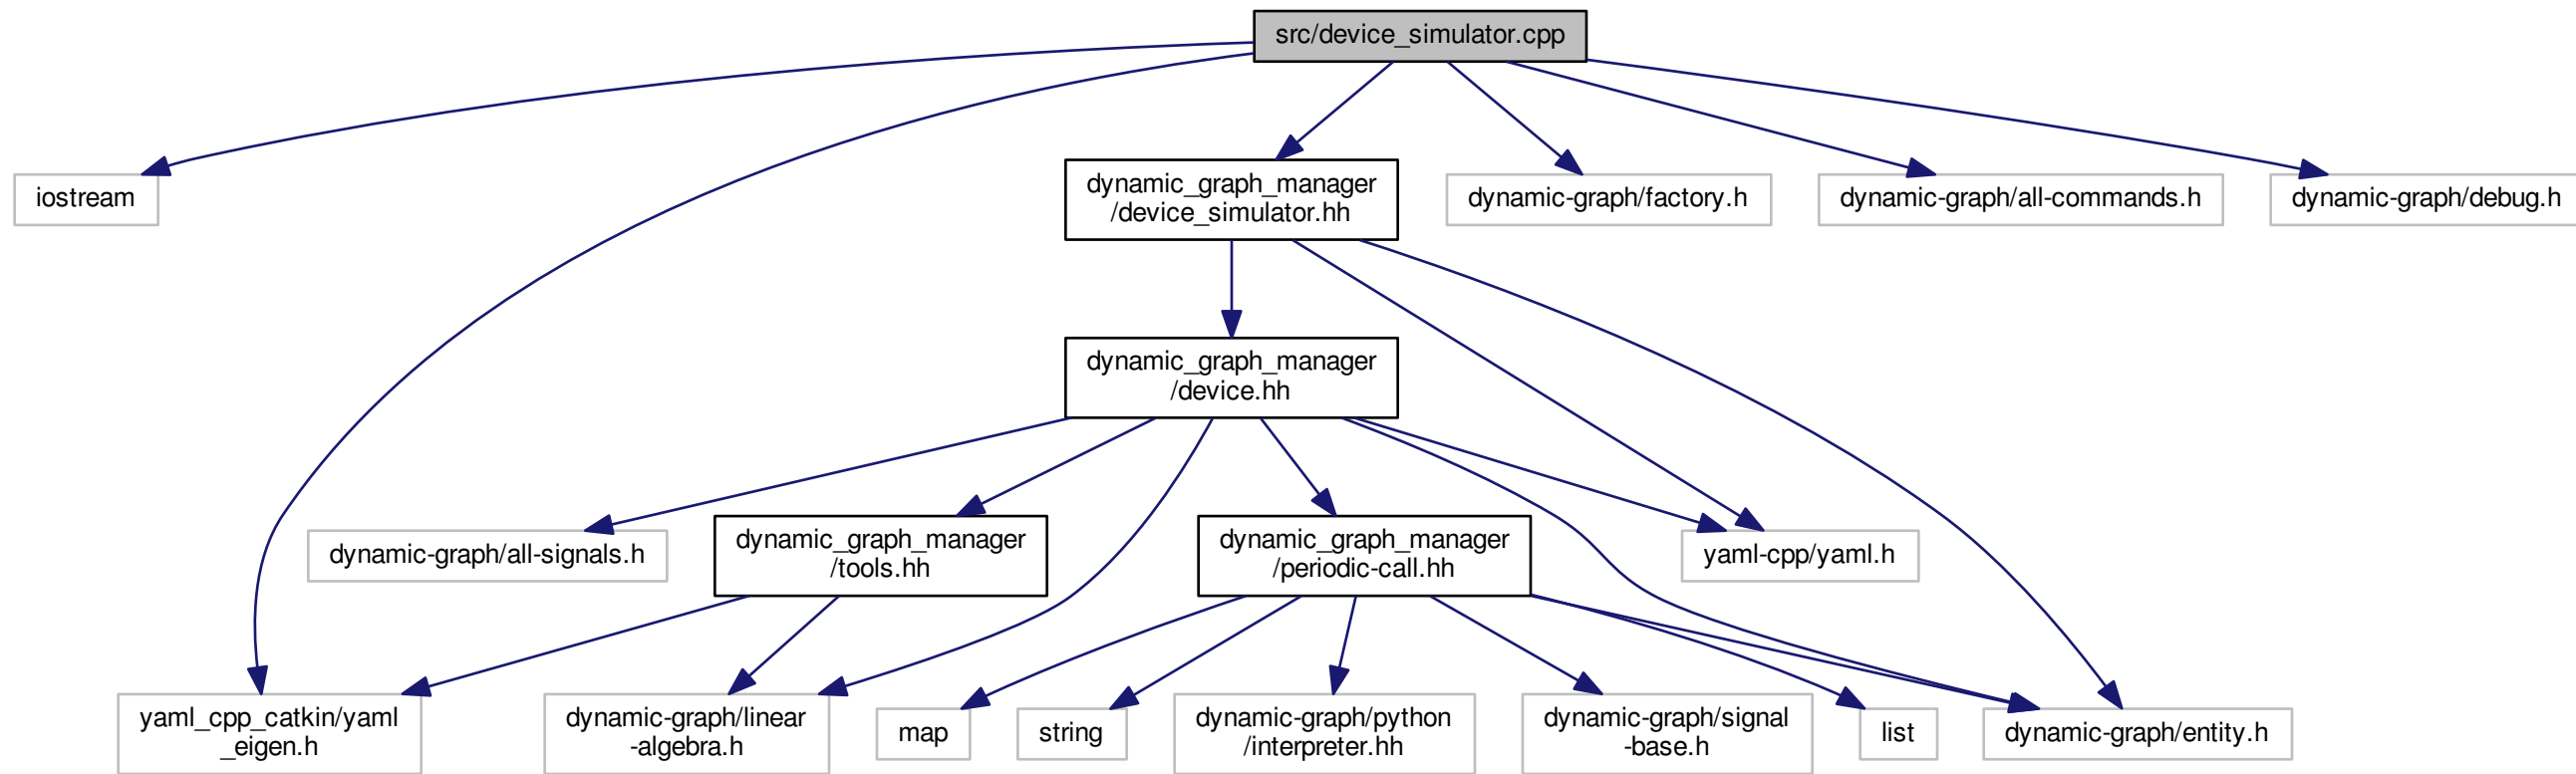 src/device_simulator.cpp
iostream
dynamic_graph_manager
/device_simulator.hh
dynamic-graph/factory.h
dynamic-graph/all-commands.h
dynamic-graph/debug.h
dynamic_graph_manager
/device.hh
dynamic-graph/all-signals.h
dynamic_graph_manager
/tools.hh
dynamic_graph_manager
/periodic-call.hh
yaml-cpp/yaml.h
yaml_cpp_catkin/yaml
_eigen.h
dynamic-graph/linear
-algebra.h
map
string
dynamic-graph/python
/interpreter.hh
dynamic-graph/signal
-base.h
list
dynamic-graph/entity.h